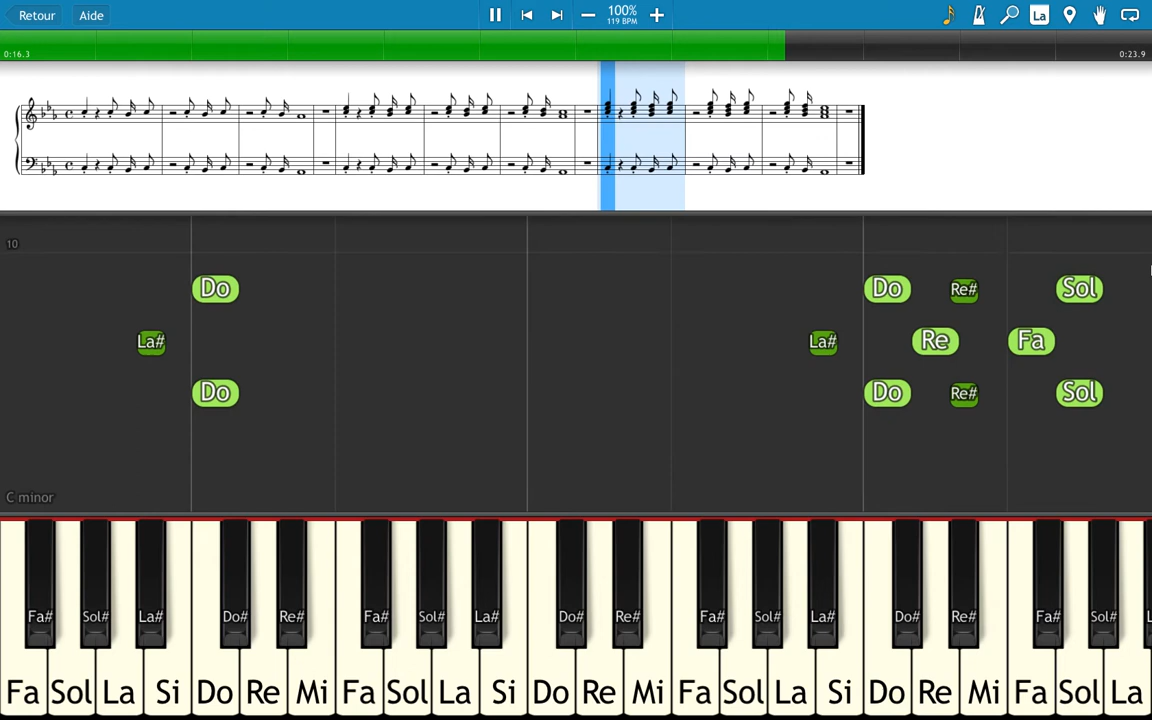 Retour Aide 100% La
119 BPM
0:16.3 0:23.9
10
Do Do Re# Sol
La# La# Re Fa
Do Do Re# Sol
C minor
Fa# Sol# La# Do# Re# Fa# Sol# La# Do# Re# Fa# Sol# La# Do# Re# Fa# Sol#
Fa Sol La Si Do Re Mi Fa Sol La Si Do Re Mi Fa Sol La Si Do Re Mi Fa Sol La